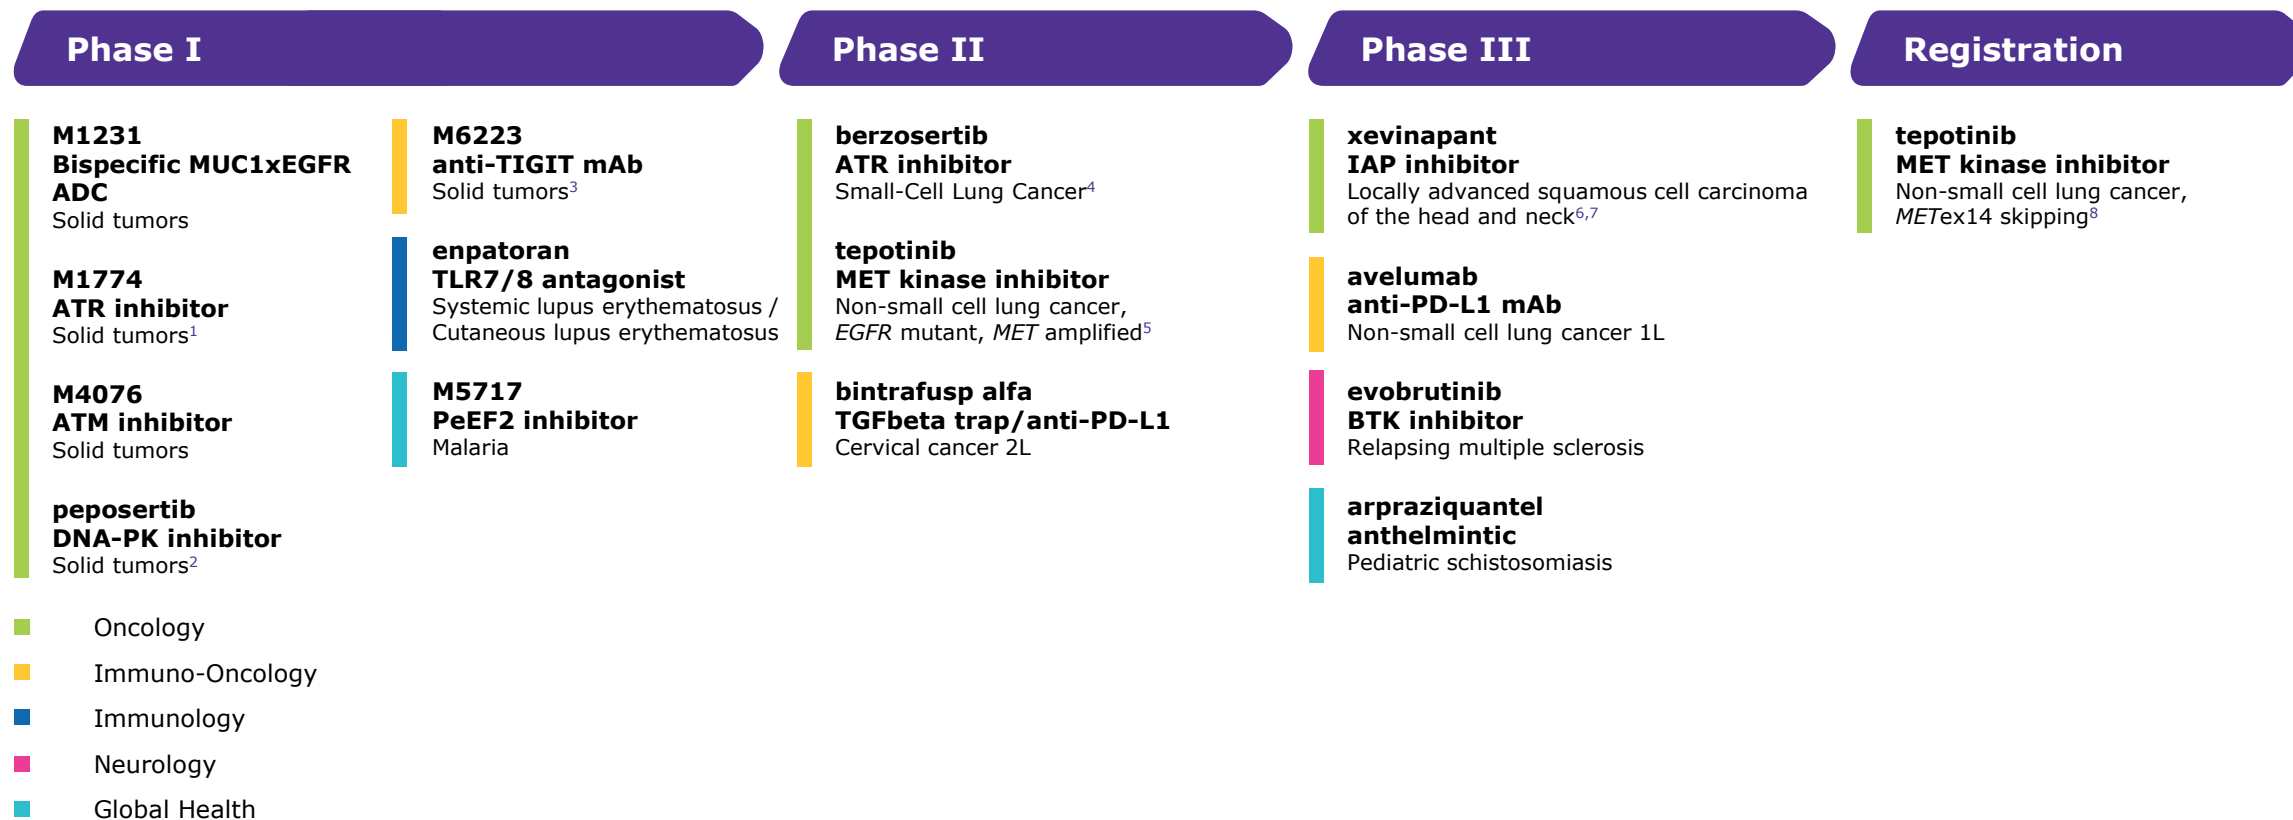 Phase I
Phase II
Phase III
Registration
M1231
Bispecific MUC1xEGFR
ADC
Solid tumors
M1774
ATR inhibitor
Solid tumors1
M4076
ATM inhibitor
Solid tumors
peposertib
DNA-PK inhibitor
Solid tumors2
M6223
anti-TIGIT mAb
Solid tumors3
enpatoran
TLR7/8 antagonist
Systemic lupus erythematosus /
Cutaneous lupus erythematosus
M5717
PeEF2 inhibitor
Malaria
berzosertib
ATR inhibitor
Small-Cell Lung Cancer4
tepotinib
MET kinase inhibitor
Non-small cell lung cancer,
EGFR mutant, MET amplified5
bintrafusp alfa
TGFbeta trap/anti-PD-L1
Cervical cancer 2L
xevinapant
IAP inhibitor
Locally advanced squamous cell carcinoma
of the head and neck6,7
avelumab
anti-PD-L1 mAb
Non-small cell lung cancer 1L
evobrutinib
BTK inhibitor
Relapsing multiple sclerosis
arpraziquantel
anthelmintic
Pediatric schistosomiasis
tepotinib
MET kinase inhibitor
Non-small cell lung cancer,
METex14 skipping8
Oncology
Immuno-Oncology
Immunology
Neurology
Global Health